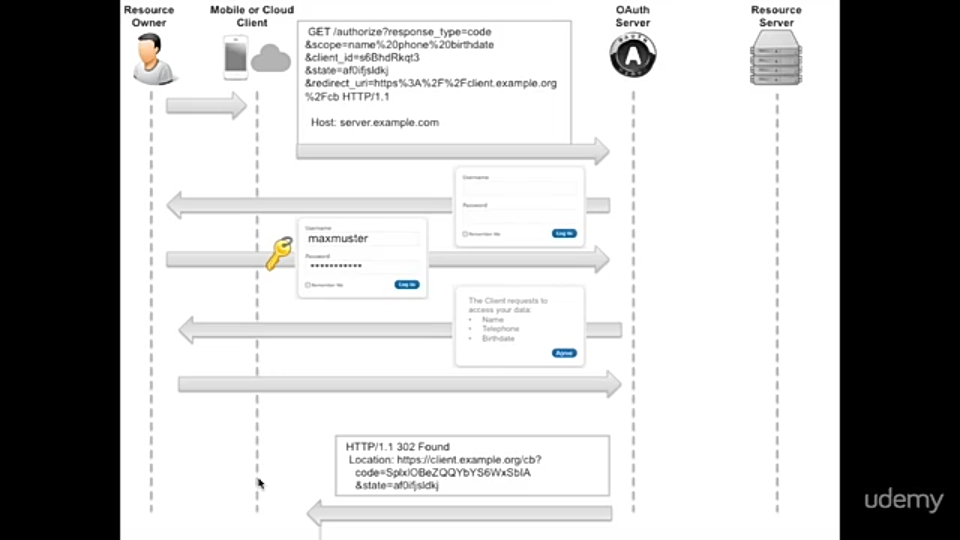 Resource
Owner
Mobile or Cloud
Client
OAuth
Server
Resource
Server
GET /authorize?response_type=code
&scope=name%20phone%20birthdate
&client_id=s6BhdRkqt3
&state=af0ifjsldkj
&redirect_uri=https%3A%2F%2Fclient.example.org
%2Fcb HTTP/1.1
Host: server.example.com
Username
Password
Remember Me
Log In
Username
maxmuster
Password
Remember Me
Log In
The Client requests to
access your data:
• Name
• Telephone
• Birthdate
Agree
HTTP/1.1 302 Found
Location: https://client.example.org/cb?
code=SplxlOBeZQQYbYS6WxSbIA
&state=af0ifjsldkj
udemy